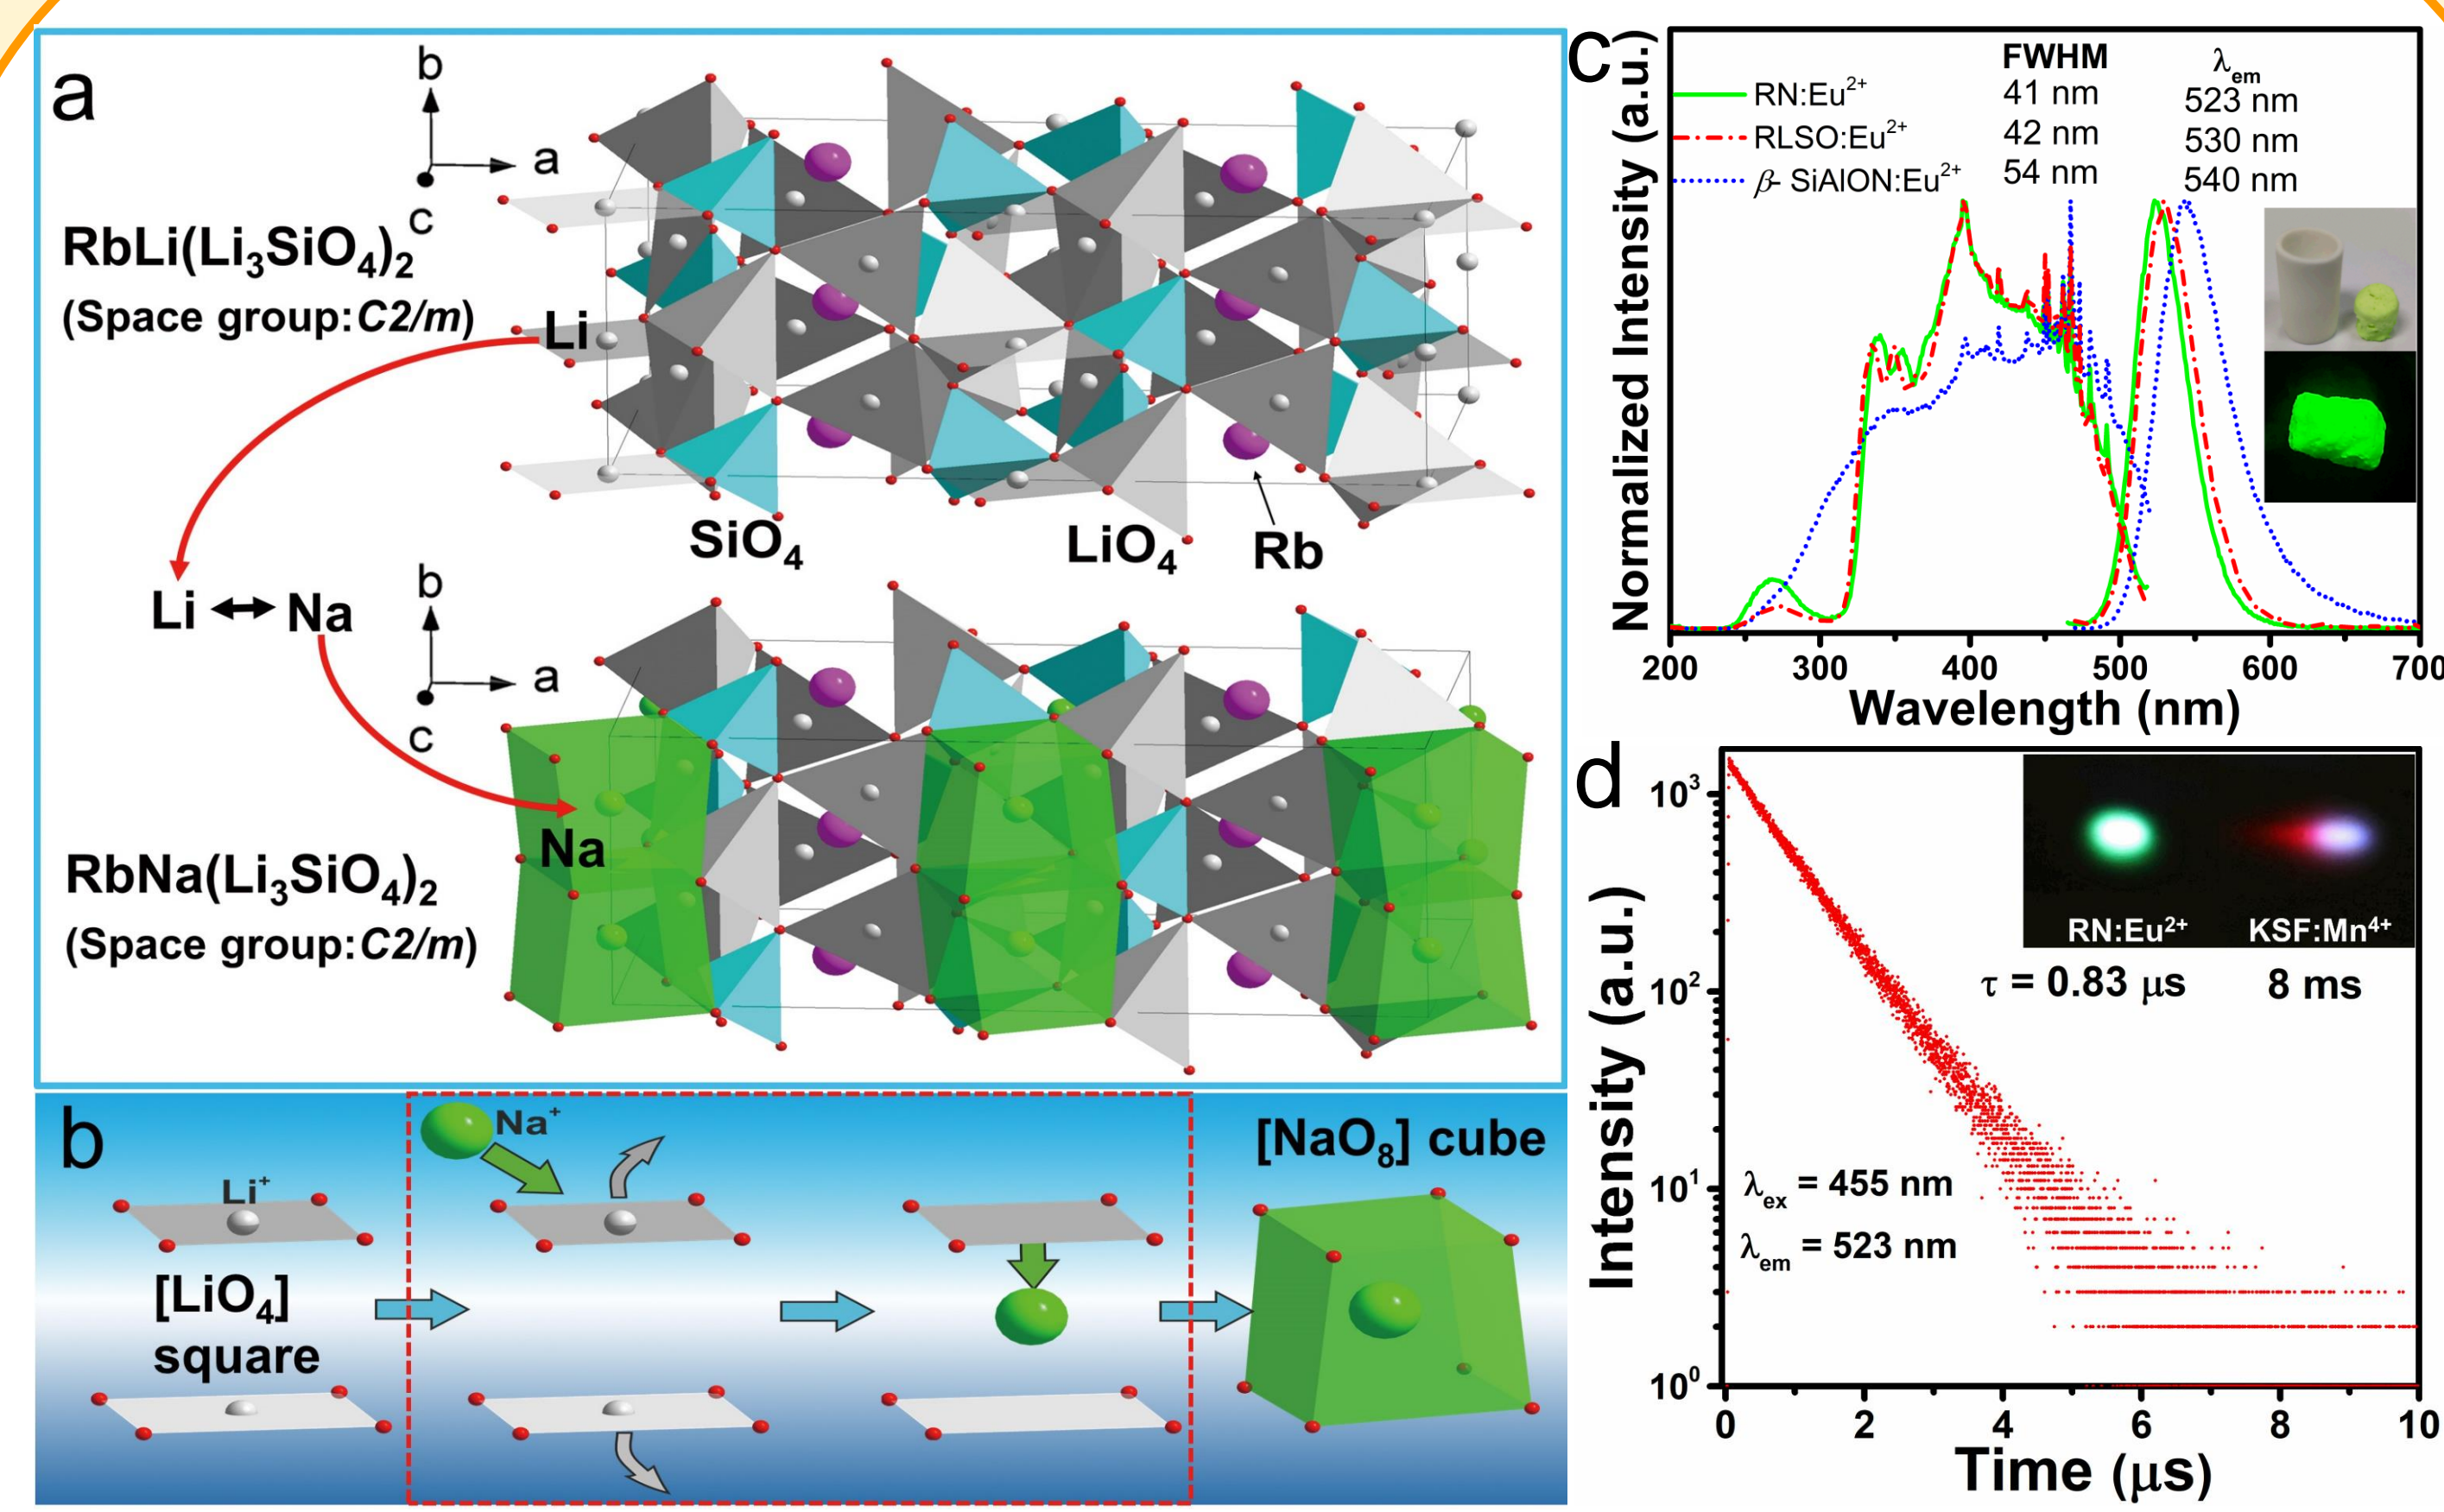 a
b
a
c
RbLi(Li₃SiO₄)₂
(Space group:C2/m)
Li
SiO₄
LiO₄
Rb
Li ↔ Na
b
a
c
Na
RbNa(Li₃SiO₄)₂
(Space group:C2/m)
b
Na⁺
[NaO₈] cube
Li⁺
[LiO₄]
square
c
Normalized Intensity (a.u.)
FWHM λem
RN:Eu²⁺ 41 nm 523 nm
RLSO:Eu²⁺ 42 nm 530 nm
β- SiAlON:Eu²⁺ 54 nm 540 nm
200 300 400 500 600 700
Wavelength (nm)
d
Intensity (a.u.)
10³
10²
10¹
10⁰
RN:Eu²⁺ KSF:Mn⁴⁺
τ = 0.83 μs 8 ms
λex = 455 nm
λem = 523 nm
0 2 4 6 8 10
Time (μs)